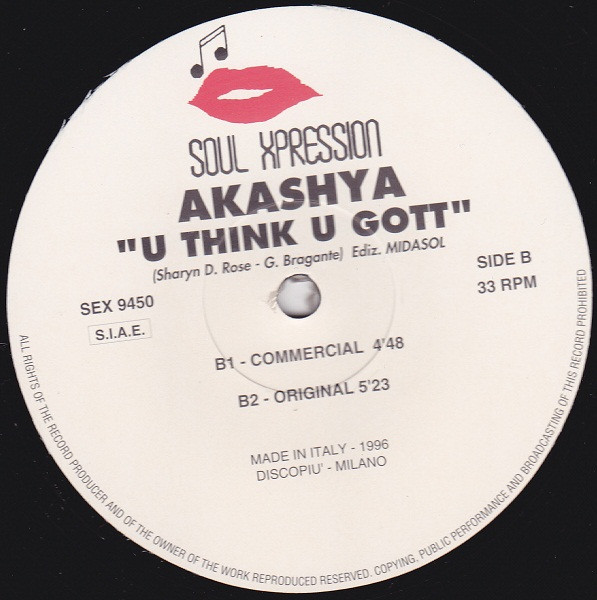 SOUL XPRESSION
AKASHYA
"U THINK U GOTT"
(Sharyn D. Rose - G. Bragante) Ediz. MIDASOL
SEX 9450
S.I.A.E.
SIDE B
33 RPM
B1 - COMMERCIAL 4'48
B2 - ORIGINAL 5'23
MADE IN ITALY - 1996
DISCOPIU' - MILANO
ALL RIGHTS OF THE RECORD PRODUCER AND OF THE OWNER OF THE WORK REPRODUCED RESERVED. COPYING, PUBLIC PERFORMANCE AND BROADCASTING OF THIS RECORD PROHIBITED